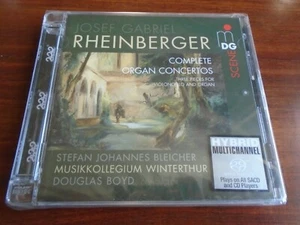 JOSEF GABRIEL
RHEINBERGER
COMPLETE
ORGAN CONCERTOS
THREE PIECES FOR
VIOLONCELLO AND ORGAN
MDG
SCENE
STEFAN JOHANNES BLEICHER
MUSIKKOLLEGIUM WINTERTHUR
DOUGLAS BOYD
HYBRID
MULTICHANNEL
Plays on All SACD
and CD Players